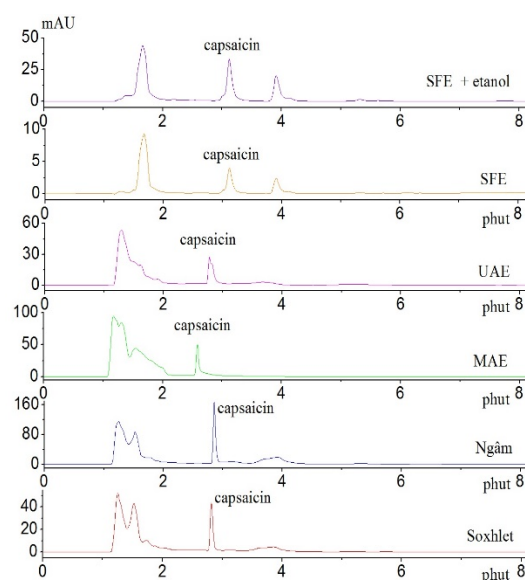 mAU
50
25
0
capsaicin
SFE + etanol
0 2 4 6 8
phut
10
5
0
capsaicin
SFE
0 2 4 6 8
phut
60
30
0
capsaicin
UAE
0 2 4 6 8
phut
100
50
0
capsaicin
MAE
0 2 4 6 8
phut
160
80
0
capsaicin
Ngâm
0 2 4 6 8
phut
40
20
0
capsaicin
Soxhlet
0 2 4 6 8
phut